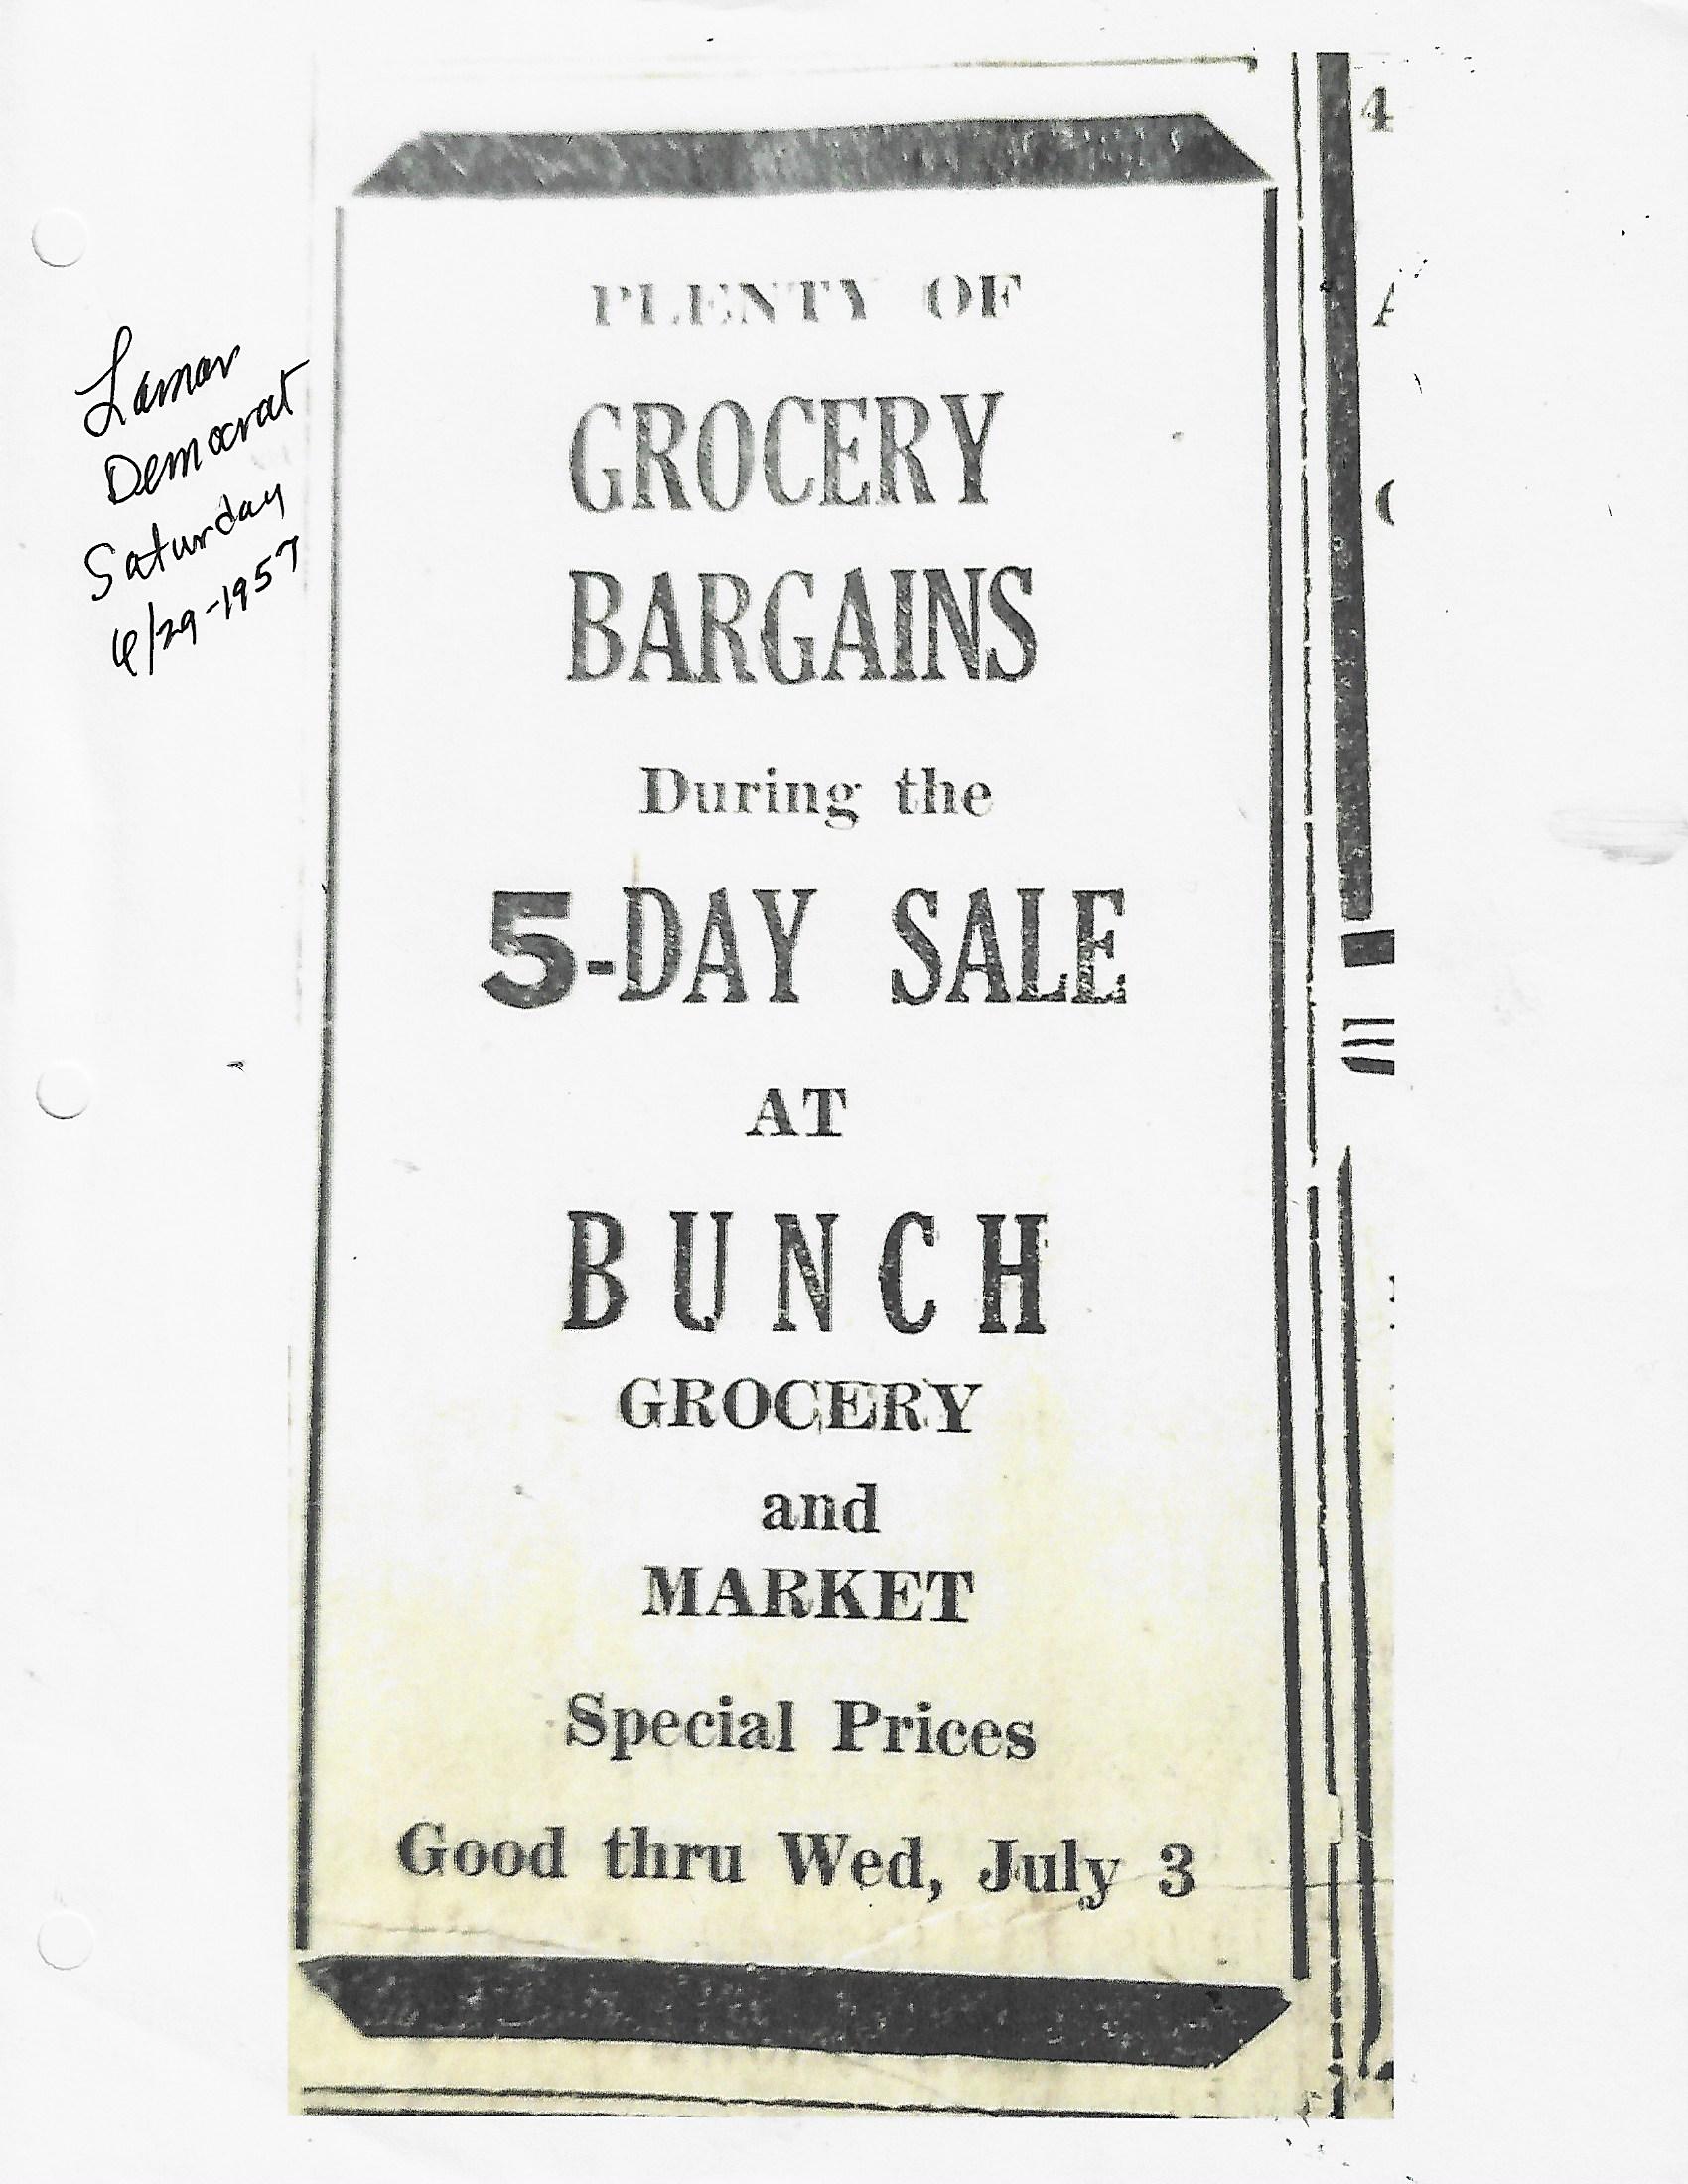 Lamar
Democrat
Saturday
6/29-1957
PLENTY OF
GROCERY
BARGAINS
During the
5-DAY SALE
AT
BUNCH
GROCERY
and
MARKET
Special Prices
Good thru Wed, July 3
4
A